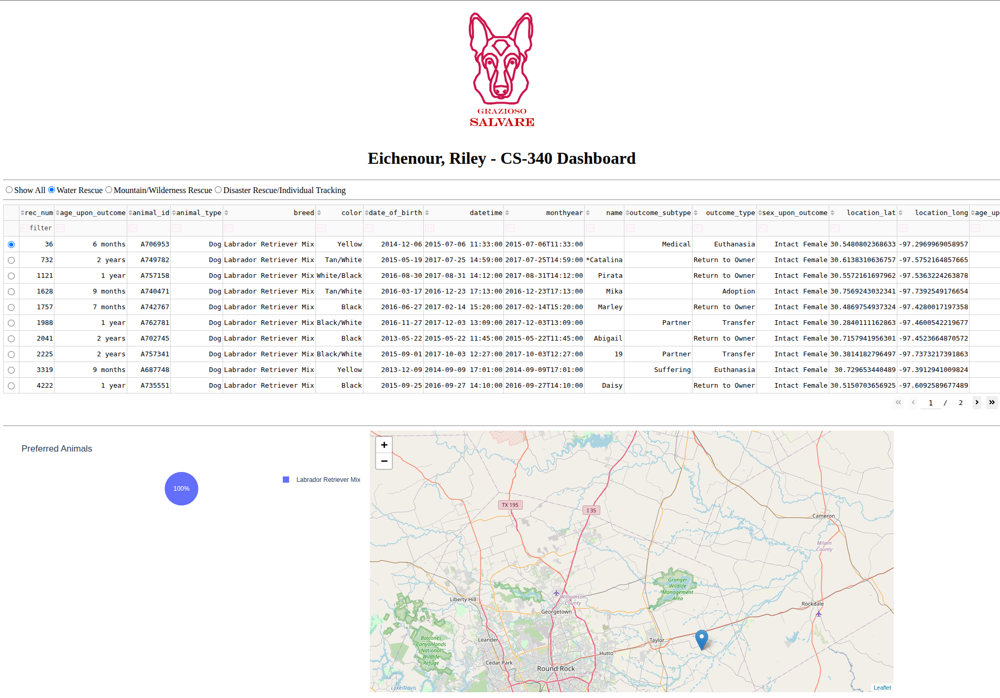 GRAZIOSO
SALVARE
Eichenour, Riley - CS-340 Dashboard
Show All Water Rescue Mountain/Wilderness Rescue Disaster Rescue/Individual Tracking
rec_num age_upon_outcome animal_id animal_type breed color date_of_birth datetime monthyear name outcome_subtype outcome_type sex_upon_outcome location_lat location_long age_up
Aa filter Aa Aa Aa Aa Aa Aa Aa Aa Aa Aa Aa Aa Aa Aa Aa
36 6 months A706953 Dog Labrador Retriever Mix Yellow 2014-12-06 2015-07-06 11:33:00 2015-07-06T11:33:00 Medical Euthanasia Intact Female 30.5480802368633 -97.2969969058957
732 2 years A749782 Dog Labrador Retriever Mix Tan/White 2015-05-19 2017-07-25 14:59:00 2017-07-25T14:59:00 *Catalina Return to Owner Intact Female 30.6138310636757 -97.5752164857665
1121 1 year A757158 Dog Labrador Retriever Mix White/Black 2016-08-30 2017-08-31 14:12:00 2017-08-31T14:12:00 Pirata Return to Owner Intact Female 30.5572161697962 -97.5363224263878
1628 9 months A740471 Dog Labrador Retriever Mix Tan/White 2016-03-17 2016-12-23 17:13:00 2016-12-23T17:13:00 Mika Adoption Intact Female 30.7569243032341 -97.7392549176654
1757 7 months A742767 Dog Labrador Retriever Mix Black 2016-06-27 2017-02-14 15:20:00 2017-02-14T15:20:00 Marley Return to Owner Intact Female 30.48697549373​24 -97.4280017197358
1988 1 year A762781 Dog Labrador Retriever Mix Black/White 2016-11-27 2017-12-03 13:09:00 2017-12-03T13:09:00 Partner Transfer Intact Female 30.2840111162863 -97.4600542219677
2041 2 years A702745 Dog Labrador Retriever Mix Black 2013-05-22 2015-05-22 11:45:00 2015-05-22T11:45:00 Abigail Return to Owner Intact Female 30.7157941956301 -97.4523664870572
2225 2 years A757341 Dog Labrador Retriever Mix Black/White 2015-09-01 2017-10-03 12:27:00 2017-10-03T12:27:00 19 Partner Transfer Intact Female 30.3814182796497 -97.7373217391863
3319 9 months A687748 Dog Labrador Retriever Mix Yellow 2013-12-09 2014-09-09 17:01:00 2014-09-09T17:01:00 Suffering Euthanasia Intact Female 30.729653440489 -97.3912941009824
4222 1 year A735551 Dog Labrador Retriever Mix Black 2015-09-25 2016-09-27 14:10:00 2016-09-27T14:10:00 Daisy Return to Owner Intact Female 30.5150703656925 -97.6092589677489
1 / 2
Preferred Animals
100%
Labrador Retriever Mix
+
−
TX 195
I 35
Cameron
Milam
County
Granger
Wildlife
Management
Area
Williamson
County
Liberty Hill
Georgetown
Rockdale
Leander
Taylor
Balcones
Canyonlands
National
Wildlife
Refuge
Hutto
Cedar Park
Round Rock
Lake Travis
Leaflet